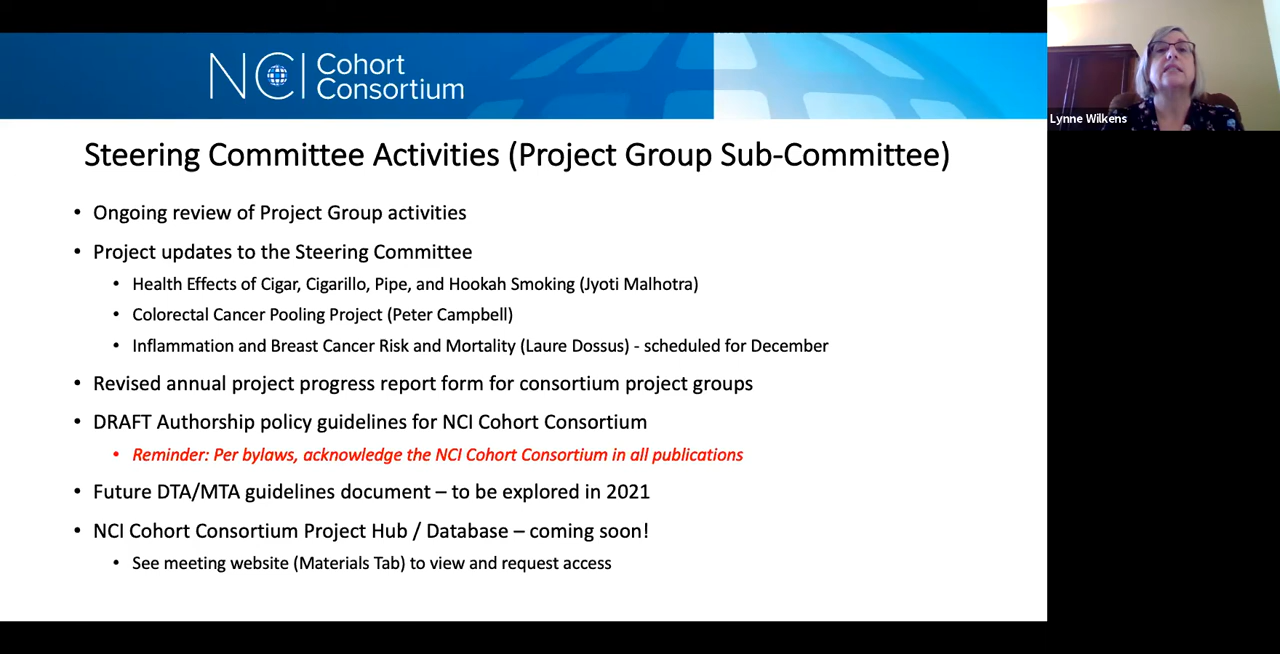 NCI Cohort
Consortium
Lynne Wilkens
Steering Committee Activities (Project Group Sub-Committee)
• Ongoing review of Project Group activities
• Project updates to the Steering Committee
• Health Effects of Cigar, Cigarillo, Pipe, and Hookah Smoking (Jyoti Malhotra)
• Colorectal Cancer Pooling Project (Peter Campbell)
• Inflammation and Breast Cancer Risk and Mortality (Laure Dossus) - scheduled for December
• Revised annual project progress report form for consortium project groups
• DRAFT Authorship policy guidelines for NCI Cohort Consortium
• Reminder: Per bylaws, acknowledge the NCI Cohort Consortium in all publications
• Future DTA/MTA guidelines document – to be explored in 2021
• NCI Cohort Consortium Project Hub / Database – coming soon!
• See meeting website (Materials Tab) to view and request access